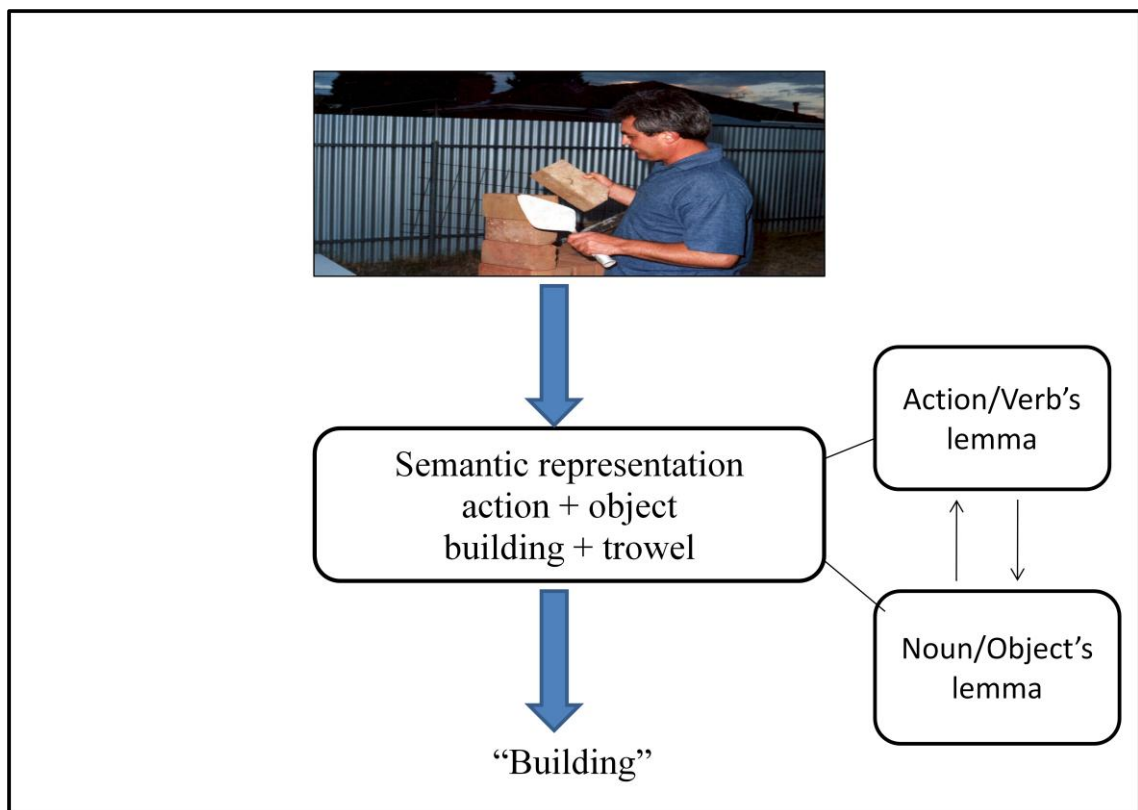 Semantic representation
action + object
building + trowel
Action/Verb’s
lemma
Noun/Object’s
lemma
“Building”